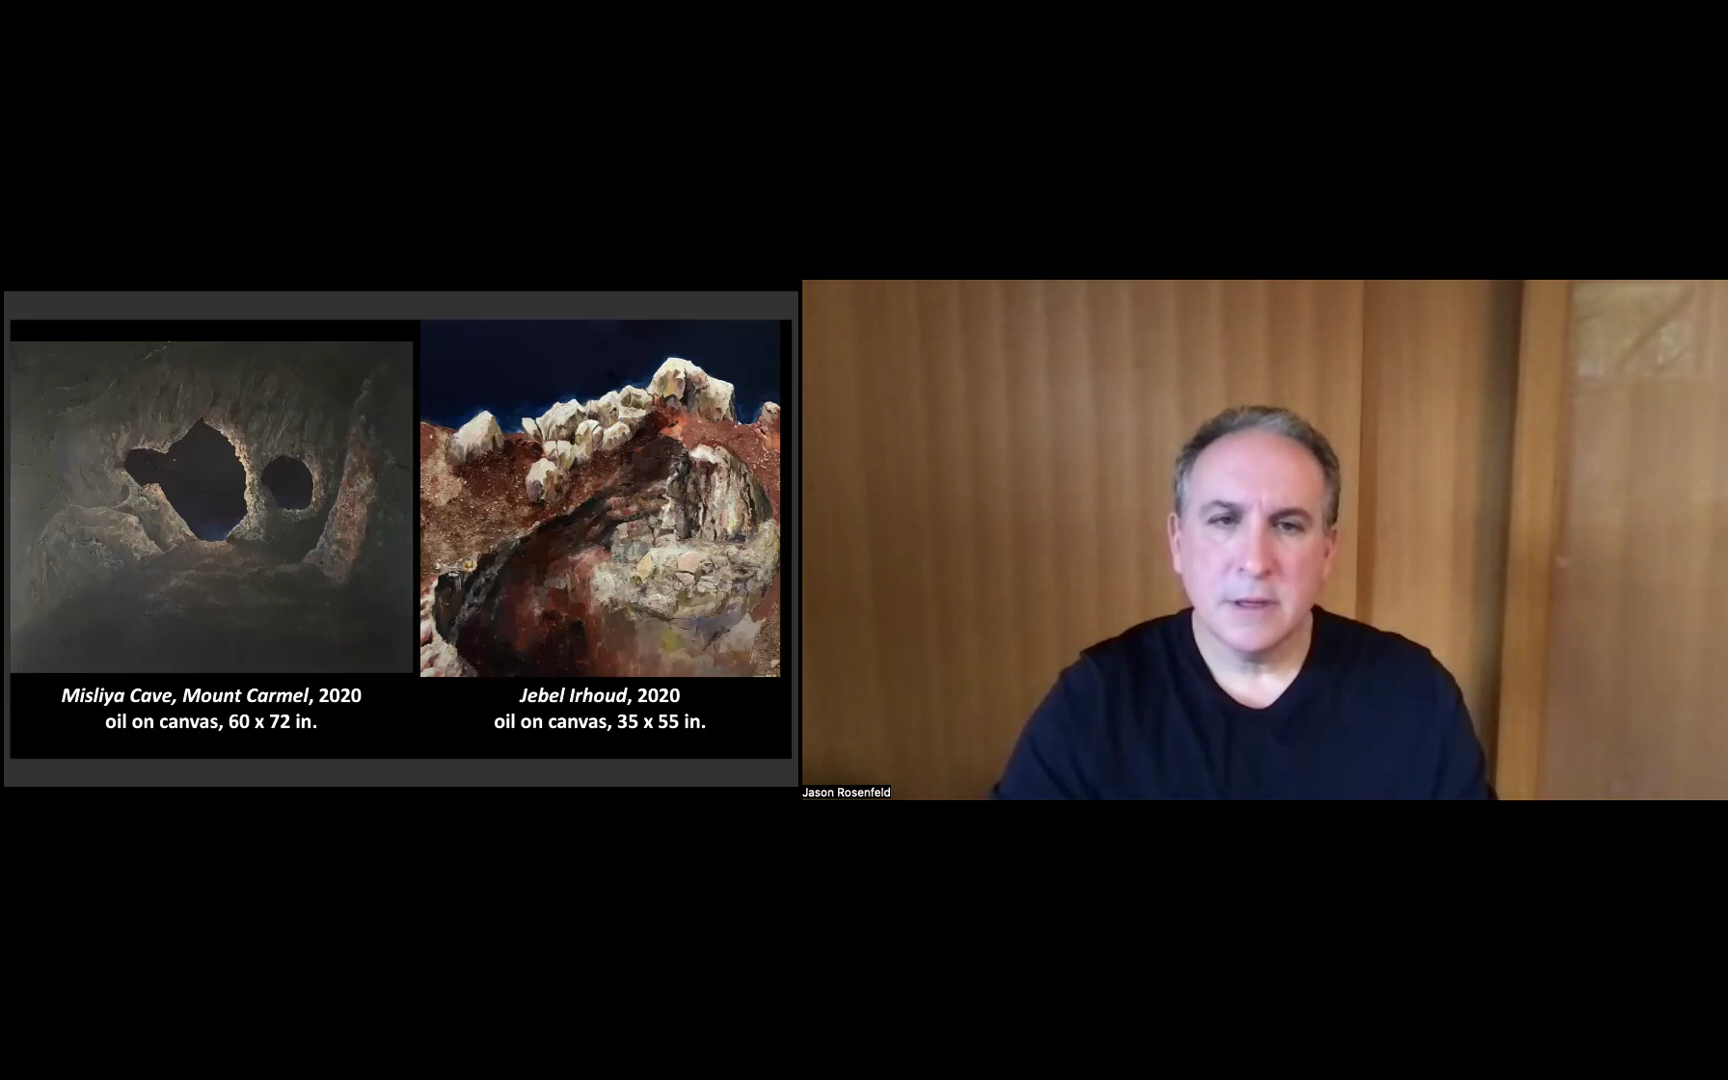 Misliya Cave, Mount Carmel, 2020
oil on canvas, 60 x 72 in.
Jebel Irhoud, 2020
oil on canvas, 35 x 55 in.
Jason Rosenfeld